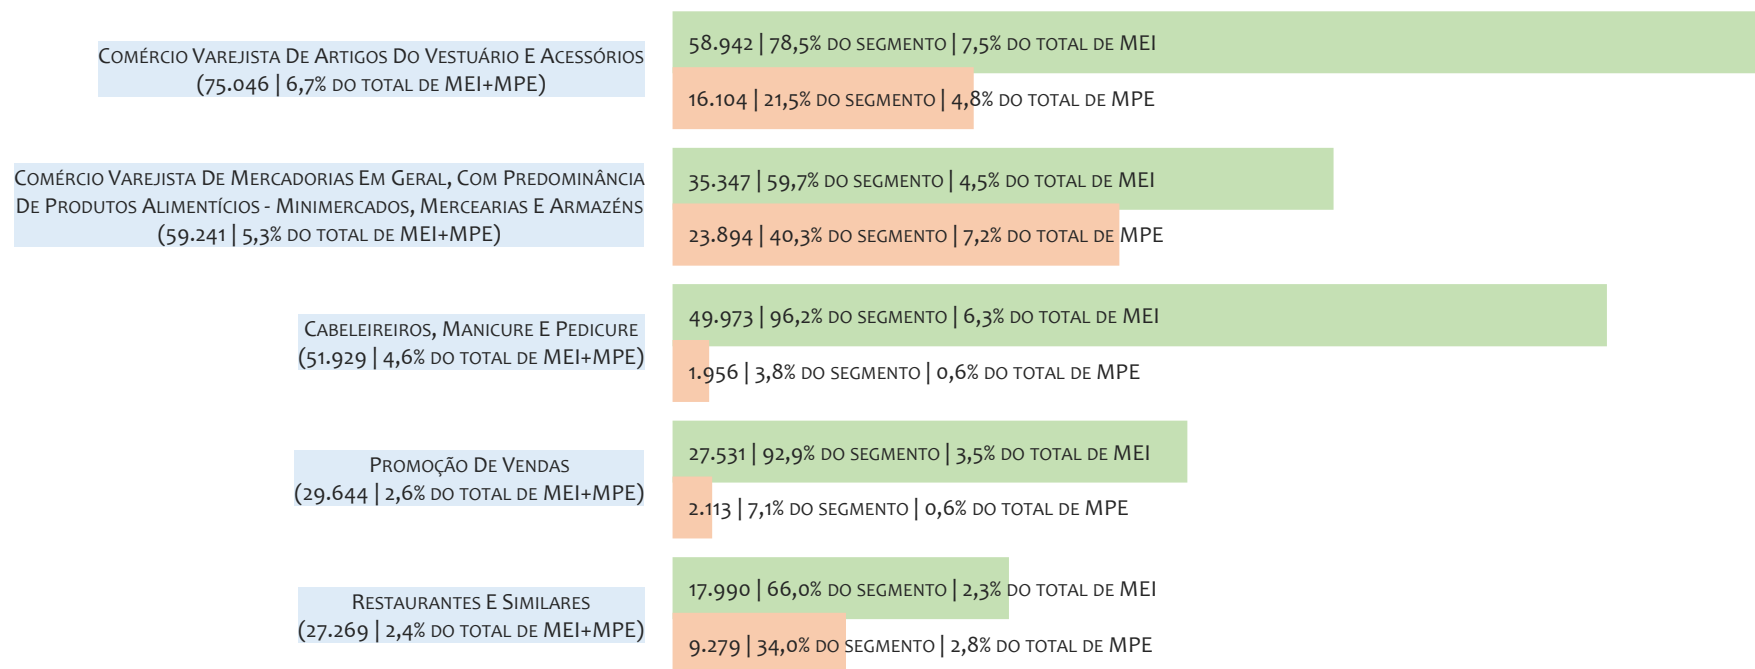 Comércio Varejista De Artigos Do Vestuário E Acessórios
(75.046 | 6,7% do total de MEI+MPE)
58.942 | 78,5% do segmento | 7,5% do total de MEI
16.104 | 21,5% do segmento | 4,8% do total de MPE
Comércio Varejista De Mercadorias Em Geral, Com Predominância
De Produtos Alimentícios - Minimercados, Mercearias E Armazéns
(59.241 | 5,3% do total de MEI+MPE)
35.347 | 59,7% do segmento | 4,5% do total de MEI
23.894 | 40,3% do segmento | 7,2% do total de MPE
Cabeleireiros, Manicure E Pedicure
(51.929 | 4,6% do total de MEI+MPE)
49.973 | 96,2% do segmento | 6,3% do total de MEI
1.956 | 3,8% do segmento | 0,6% do total de MPE
Promoção De Vendas
(29.644 | 2,6% do total de MEI+MPE)
27.531 | 92,9% do segmento | 3,5% do total de MEI
2.113 | 7,1% do segmento | 0,6% do total de MPE
Restaurantes E Similares
(27.269 | 2,4% do total de MEI+MPE)
17.990 | 66,0% do segmento | 2,3% do total de MEI
9.279 | 34,0% do segmento | 2,8% do total de MPE